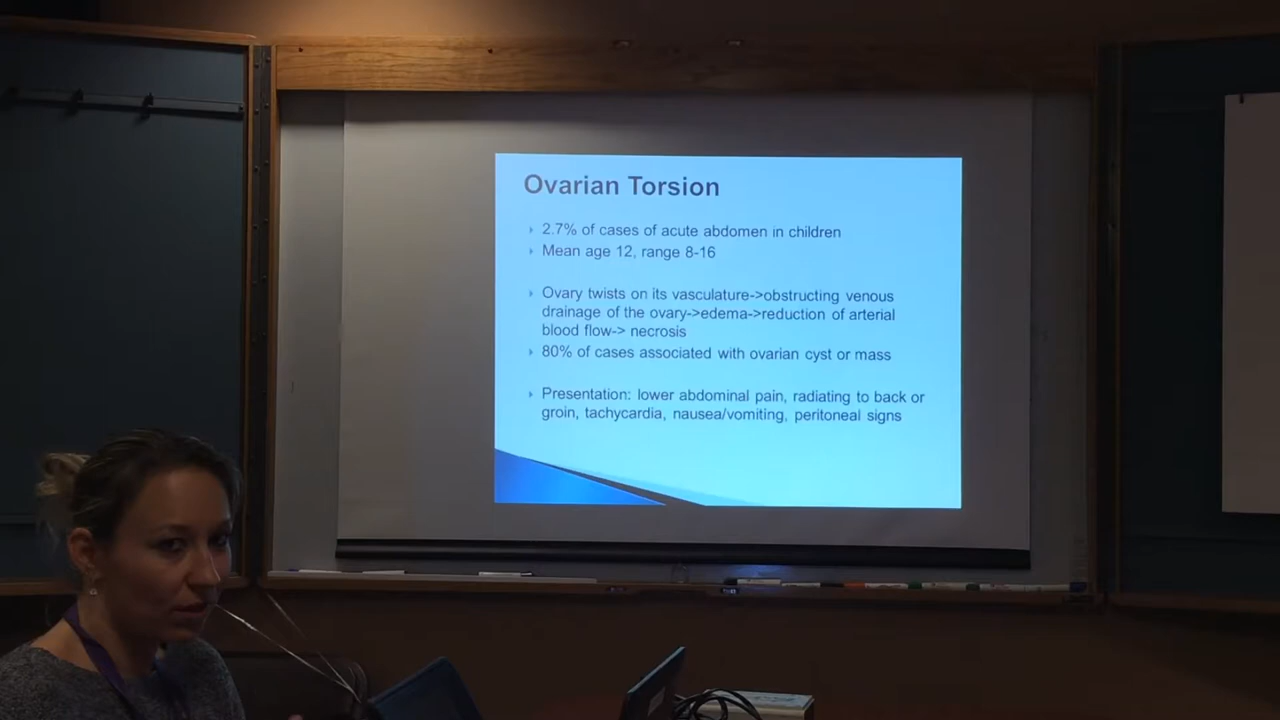 Ovarian Torsion
2.7% of cases of acute abdomen in children
Mean age 12, range 8-16
Ovary twists on its vasculature->obstructing venous
drainage of the ovary->edema->reduction of arterial
blood flow-> necrosis
80% of cases associated with ovarian cyst or mass
Presentation: lower abdominal pain, radiating to back or
groin, tachycardia, nausea/vomiting, peritoneal signs